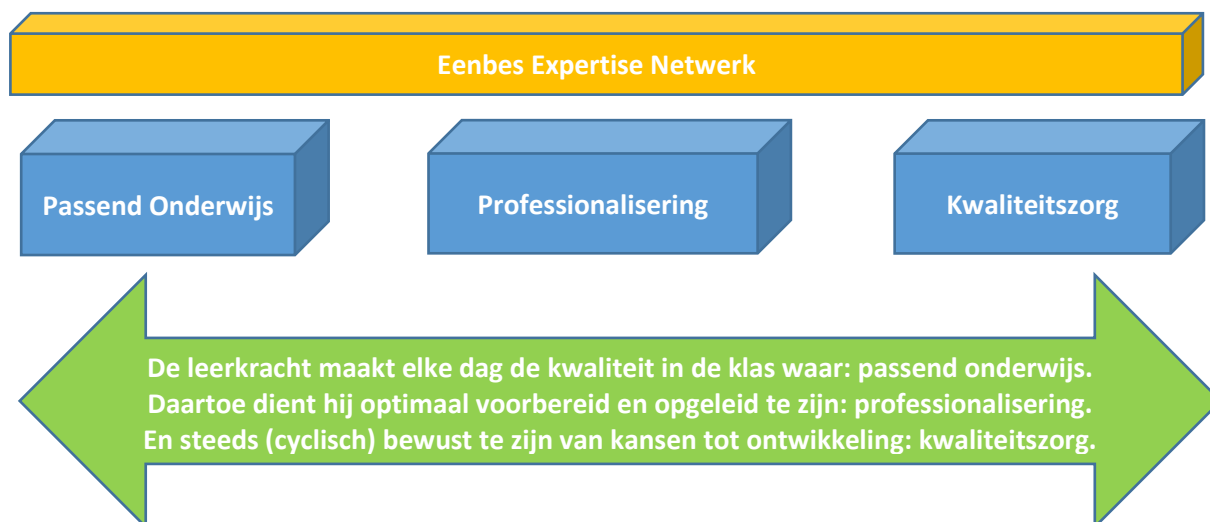 Eenbes Expertise Netwerk
Passend Onderwijs
Professionalisering
Kwaliteitszorg
De leerkracht maakt elke dag de kwaliteit in de klas waar: passend onderwijs.
Daartoe dient hij optimaal voorbereid en opgeleid te zijn: professionalisering.
En steeds (cyclisch) bewust te zijn van kansen tot ontwikkeling: kwaliteitszorg.